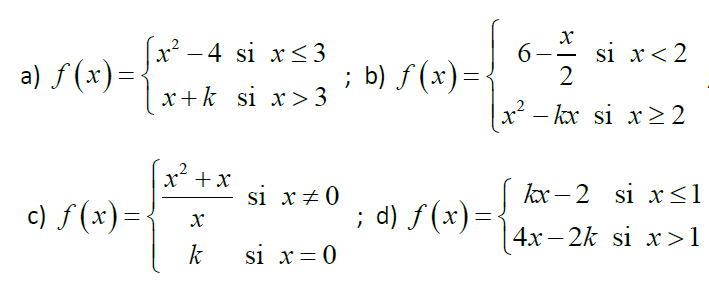 a) f(x) = { x² − 4 si x ≤ 3 ; x + k si x > 3 ; b) f(x) = { 6 − x/2 si x < 2 ; x² − kx si x ≥ 2 ,
c) f(x) = { (x² + x)/x si x ≠ 0 ; k si x = 0 ; d) f(x) = { kx − 2 si x ≤ 1 ; 4x − 2k si x > 1